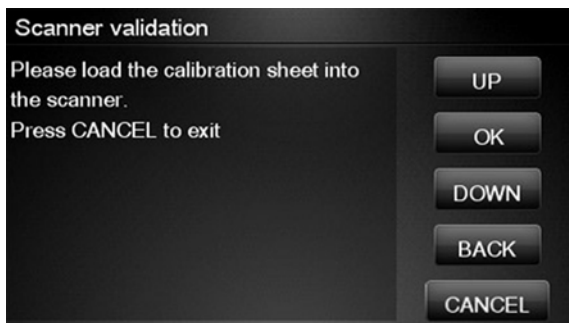 Scanner validation
Please load the calibration sheet into
the scanner.
Press CANCEL to exit
UP
OK
DOWN
BACK
CANCEL